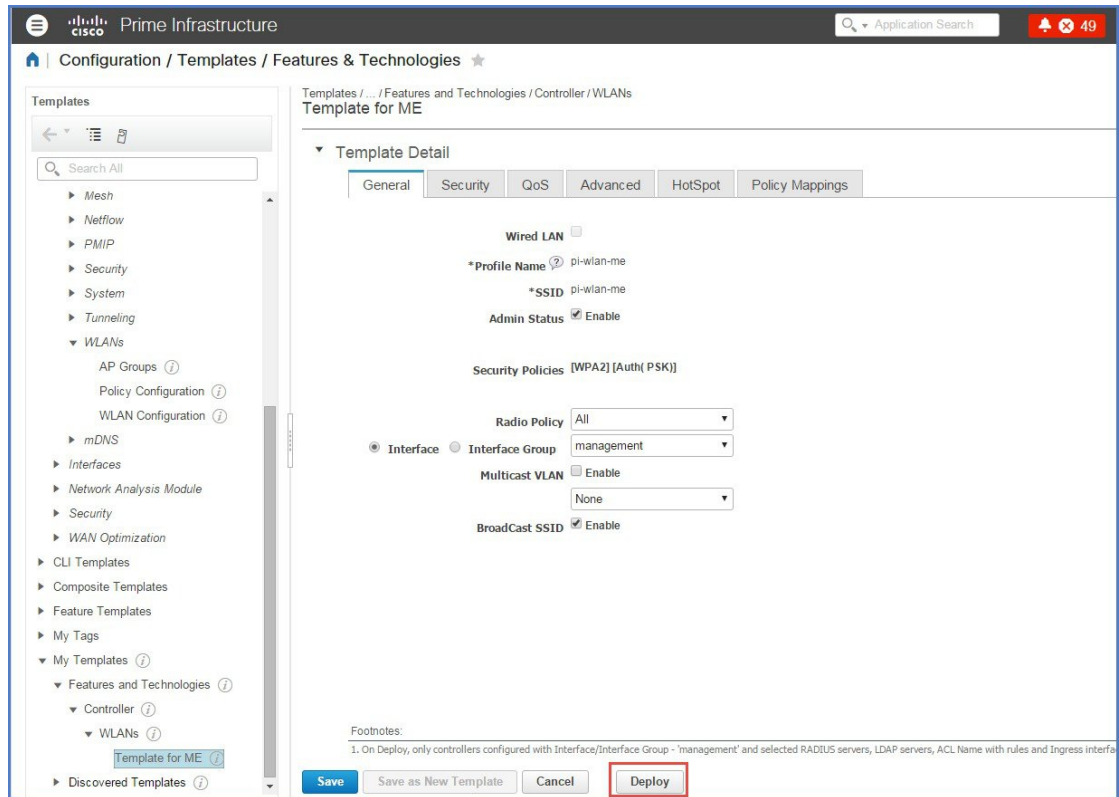 CISCO Prime Infrastructure
Application Search
49
Configuration / Templates / Features & Technologies
Templates
Search All
Mesh
Netflow
PMIP
Security
System
Tunneling
WLANs
AP Groups
Policy Configuration
WLAN Configuration
mDNS
Interfaces
Network Analysis Module
Security
WAN Optimization
CLI Templates
Composite Templates
Feature Templates
My Tags
My Templates
Features and Technologies
Controller
WLANs
Template for ME
Discovered Templates
Templates / ... / Features and Technologies / Controller / WLANs
Template for ME
Template Detail
General Security QoS Advanced HotSpot Policy Mappings
Wired LAN
*Profile Name ? pi-wlan-me
*SSID pi-wlan-me
Admin Status Enable
Security Policies [WPA2] [Auth( PSK)]
Radio Policy All
Interface Interface Group management
Multicast VLAN Enable
None
BroadCast SSID Enable
Footnotes:
1. On Deploy, only controllers configured with Interface/Interface Group - 'management' and selected RADIUS servers, LDAP servers, ACL Name with rules and Ingress
Save Save as New Template Cancel Deploy